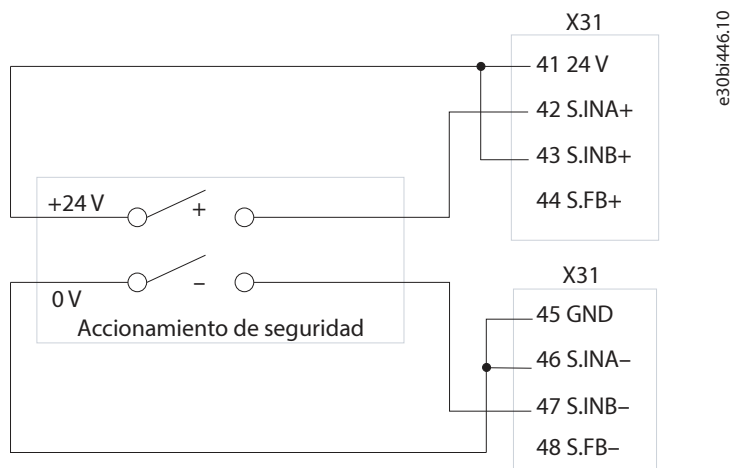 X31
41 24 V
42 S.INA+
43 S.INB+
44 S.FB+
+24 V
+
–
0 V
Accionamiento de seguridad
X31
45 GND
46 S.INA–
47 S.INB–
48 S.FB–
e30bi446.10